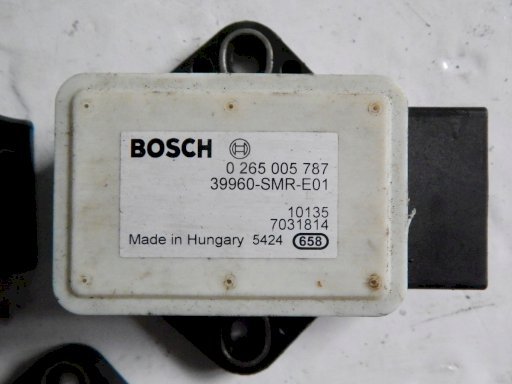 BOSCH
0 265 005 787
39960-SMR-E01
10135
7031814
Made in Hungary 5424 658